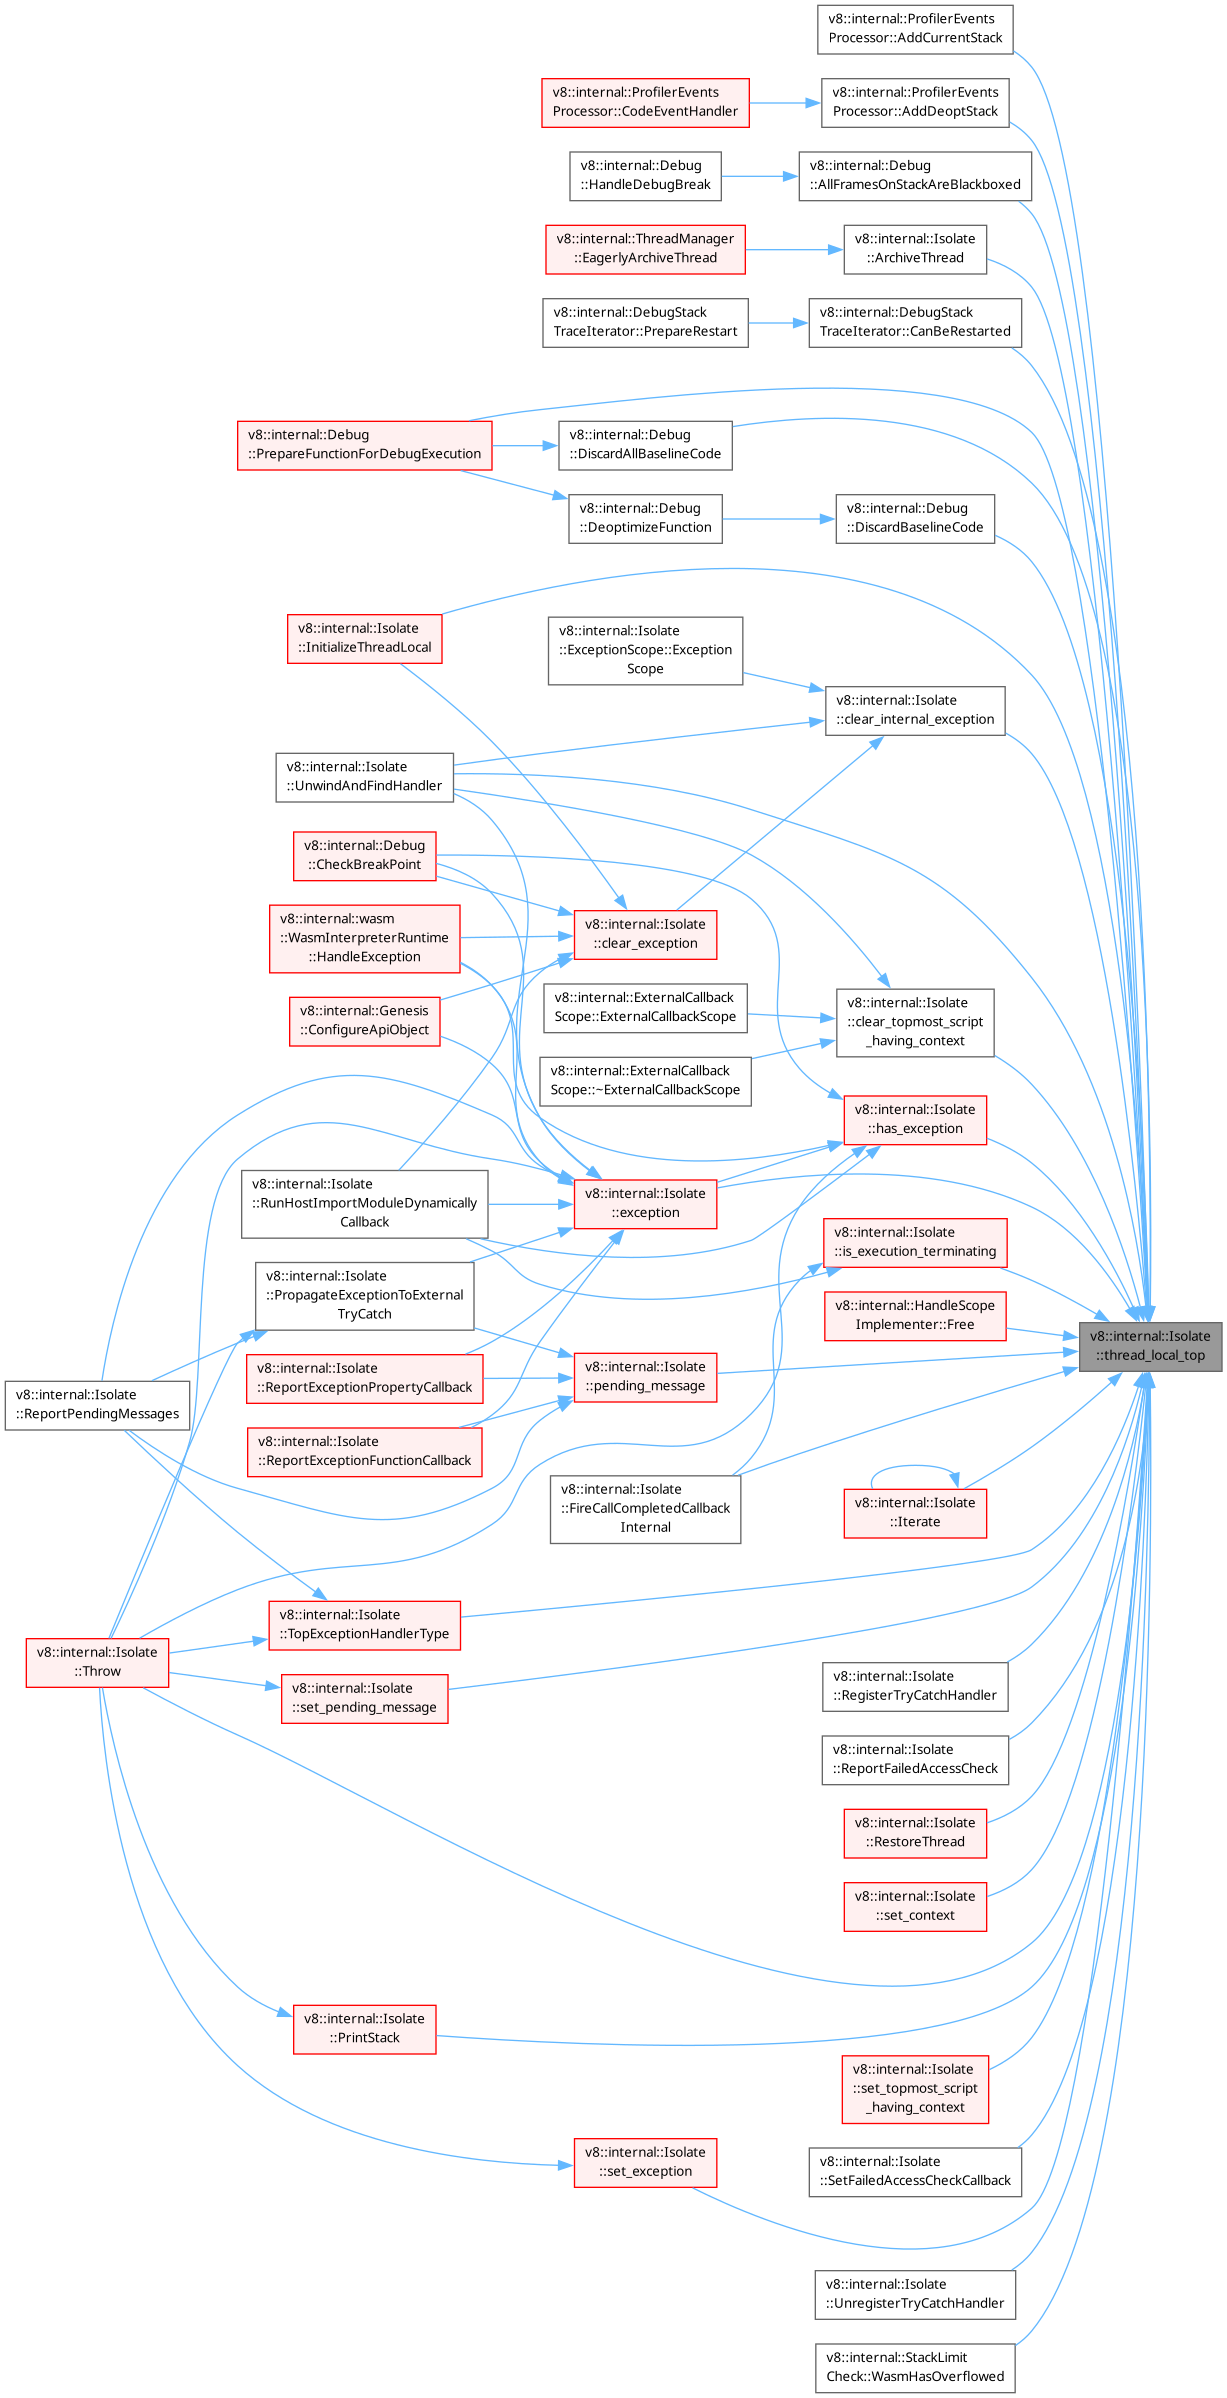 v8::internal::ProfilerEvents
Processor::AddCurrentStack
v8::internal::ProfilerEvents
Processor::CodeEventHandler
v8::internal::ProfilerEvents
Processor::AddDeoptStack
v8::internal::Debug
::HandleDebugBreak
v8::internal::Debug
::AllFramesOnStackAreBlackboxed
v8::internal::ThreadManager
::EagerlyArchiveThread
v8::internal::Isolate
::ArchiveThread
v8::internal::DebugStack
TraceIterator::PrepareRestart
v8::internal::DebugStack
TraceIterator::CanBeRestarted
v8::internal::Debug
::PrepareFunctionForDebugExecution
v8::internal::Debug
::DiscardAllBaselineCode
v8::internal::Debug
::DeoptimizeFunction
v8::internal::Debug
::DiscardBaselineCode
v8::internal::Isolate
::InitializeThreadLocal
v8::internal::Isolate
::ExceptionScope::Exception
Scope
v8::internal::Isolate
::clear_internal_exception
v8::internal::Isolate
::UnwindAndFindHandler
v8::internal::Debug
::CheckBreakPoint
v8::internal::wasm
::WasmInterpreterRuntime
::HandleException
v8::internal::Isolate
::clear_exception
v8::internal::Genesis
::ConfigureApiObject
v8::internal::ExternalCallback
Scope::ExternalCallbackScope
v8::internal::Isolate
::clear_topmost_script
_having_context
v8::internal::ExternalCallback
Scope::~ExternalCallbackScope
v8::internal::Isolate
::has_exception
v8::internal::Isolate
::RunHostImportModuleDynamically
Callback
v8::internal::Isolate
::exception
v8::internal::Isolate
::is_execution_terminating
v8::internal::Isolate
::PropagateExceptionToExternal
TryCatch
v8::internal::HandleScope
Implementer::Free
v8::internal::Isolate
::thread_local_top
v8::internal::Isolate
::ReportExceptionPropertyCallback
v8::internal::Isolate
::pending_message
v8::internal::Isolate
::ReportPendingMessages
v8::internal::Isolate
::ReportExceptionFunctionCallback
v8::internal::Isolate
::FireCallCompletedCallback
Internal
v8::internal::Isolate
::Iterate
v8::internal::Isolate
::TopExceptionHandlerType
v8::internal::Isolate
::Throw
v8::internal::Isolate
::set_pending_message
v8::internal::Isolate
::RegisterTryCatchHandler
v8::internal::Isolate
::ReportFailedAccessCheck
v8::internal::Isolate
::RestoreThread
v8::internal::Isolate
::set_context
v8::internal::Isolate
::PrintStack
v8::internal::Isolate
::set_topmost_script
_having_context
v8::internal::Isolate
::set_exception
v8::internal::Isolate
::SetFailedAccessCheckCallback
v8::internal::Isolate
::UnregisterTryCatchHandler
v8::internal::StackLimit
Check::WasmHasOverflowed